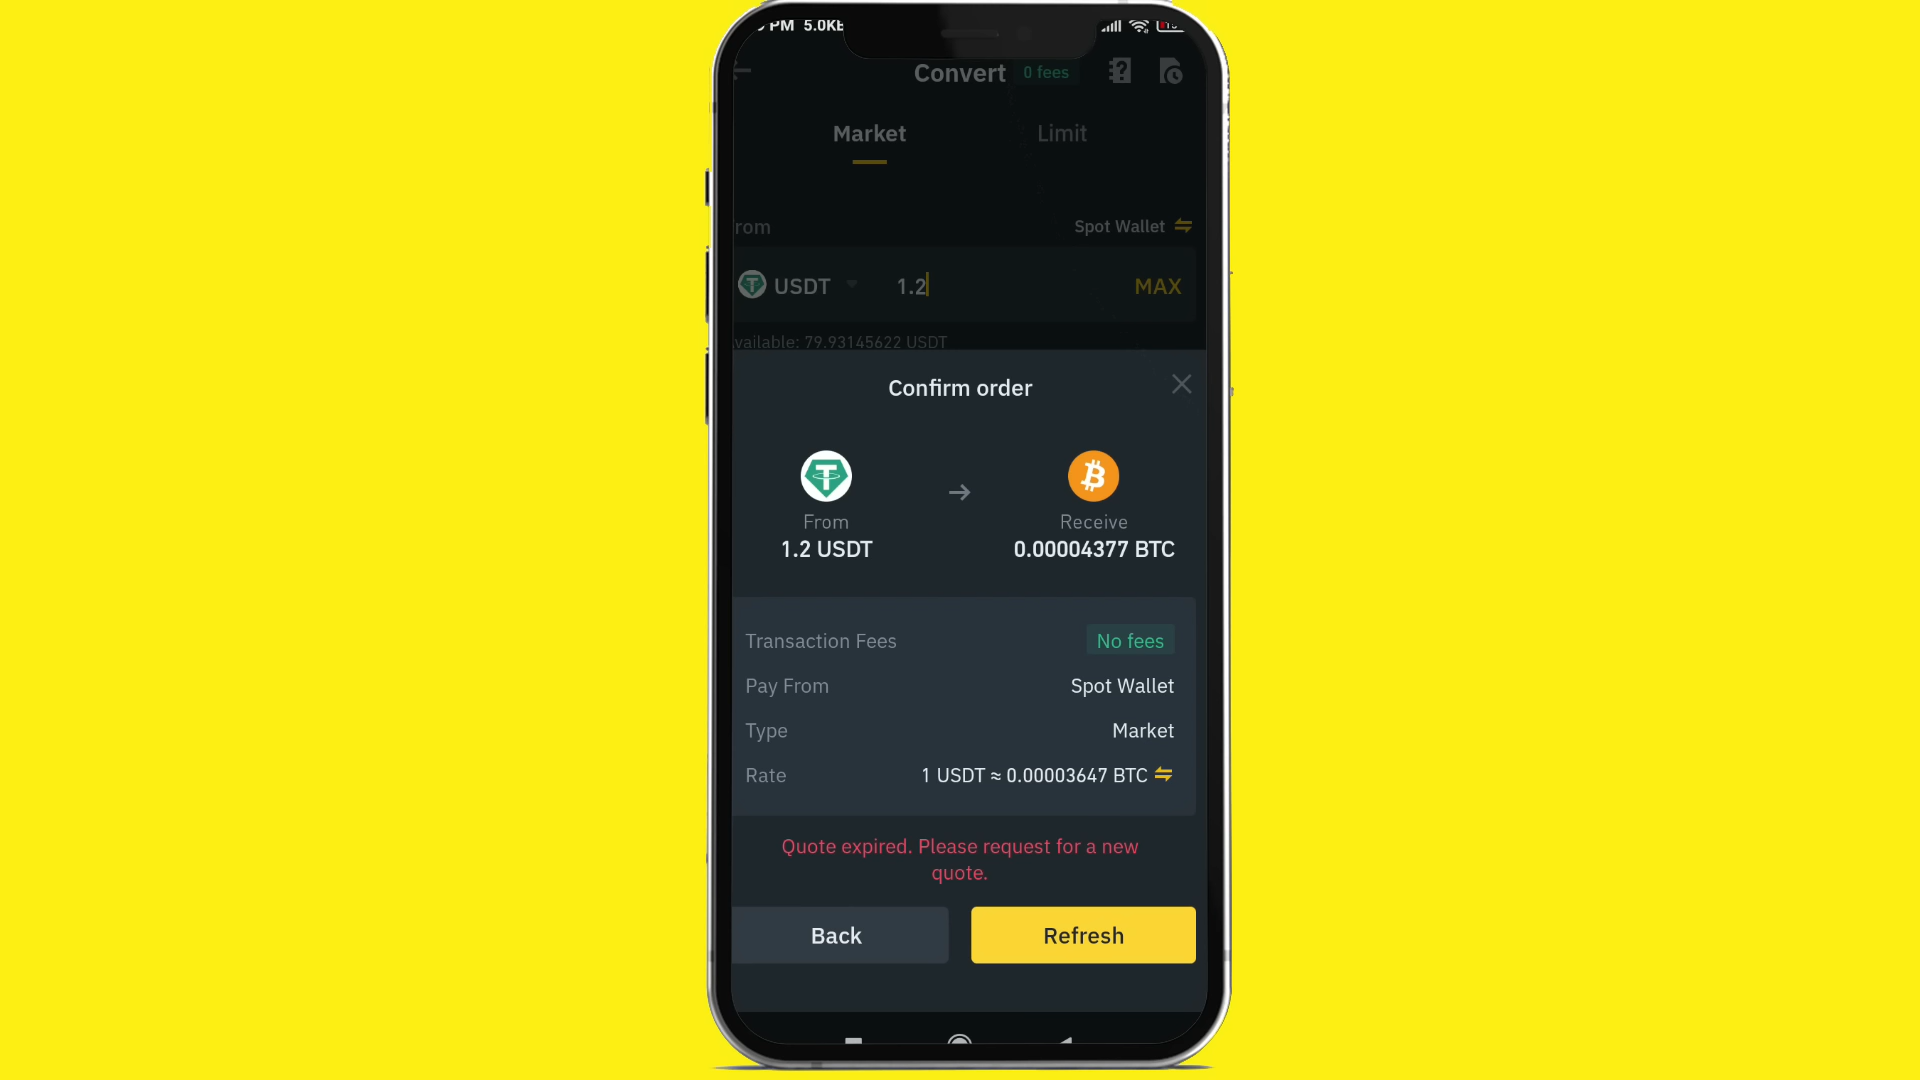 PM 5.0KB
Convert 0 fees
Market Limit
rom Spot Wallet
USDT 1.2 MAX
vailable: 79.93145622 USDT
Confirm order
From Receive
1.2 USDT 0.00004377 BTC
Transaction Fees No fees
Pay From Spot Wallet
Type Market
Rate 1 USDT ≈ 0.00003647 BTC
Quote expired. Please request for a new
quote.
Back Refresh